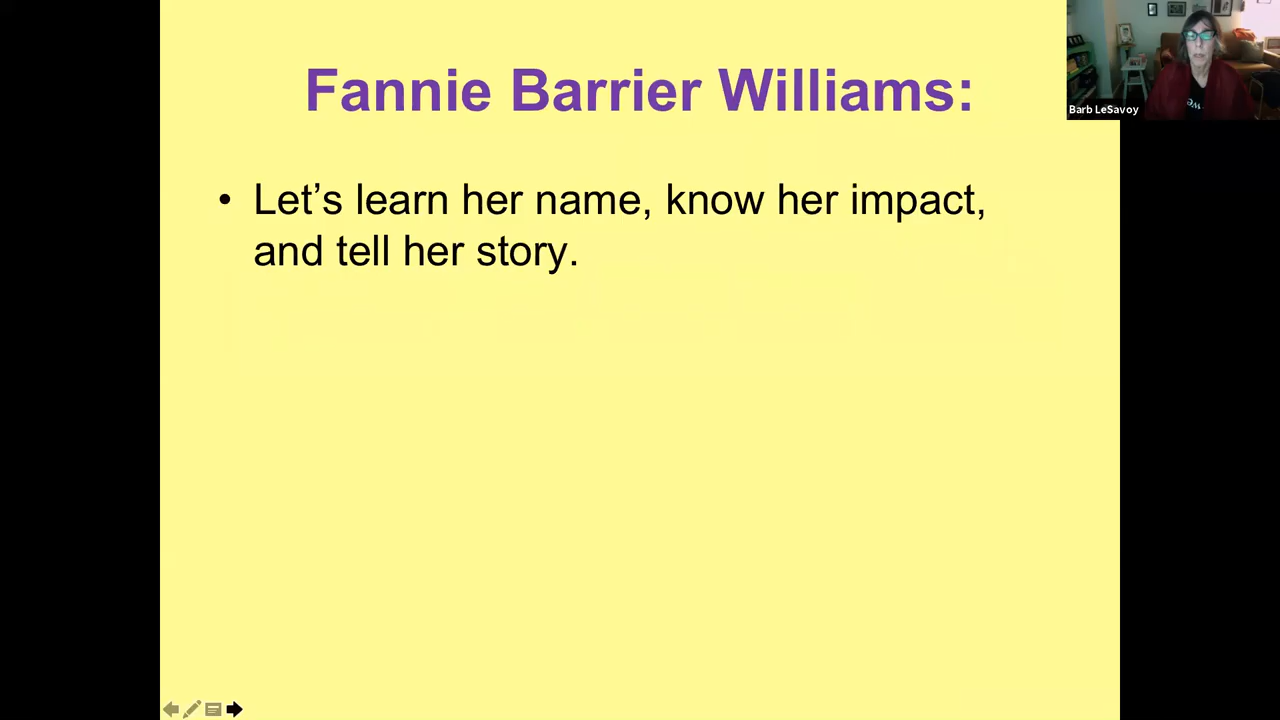 Fannie Barrier Williams:
• Let’s learn her name, know her impact,
and tell her story.
Barb LeSavoy